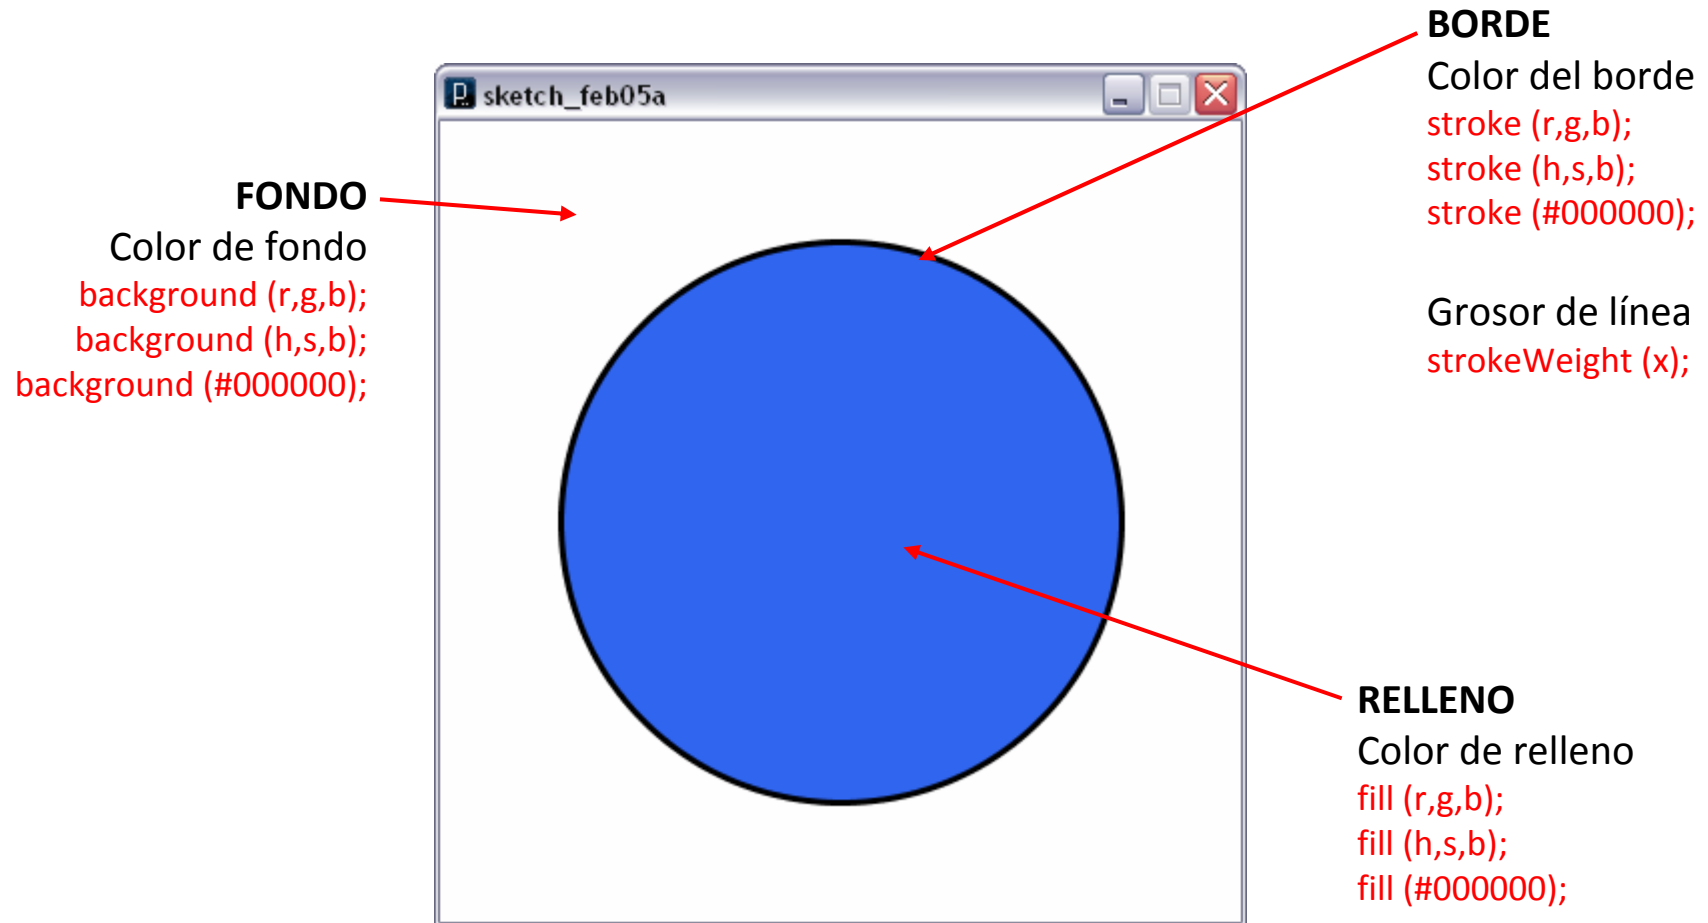 sketch_feb05a
FONDO
Color de fondo
background (r,g,b);
background (h,s,b);
background (#000000);
BORDE
Color del borde
stroke (r,g,b);
stroke (h,s,b);
stroke (#000000);
Grosor de línea
strokeWeight (x);
RELLENO
Color de relleno
fill (r,g,b);
fill (h,s,b);
fill (#000000);